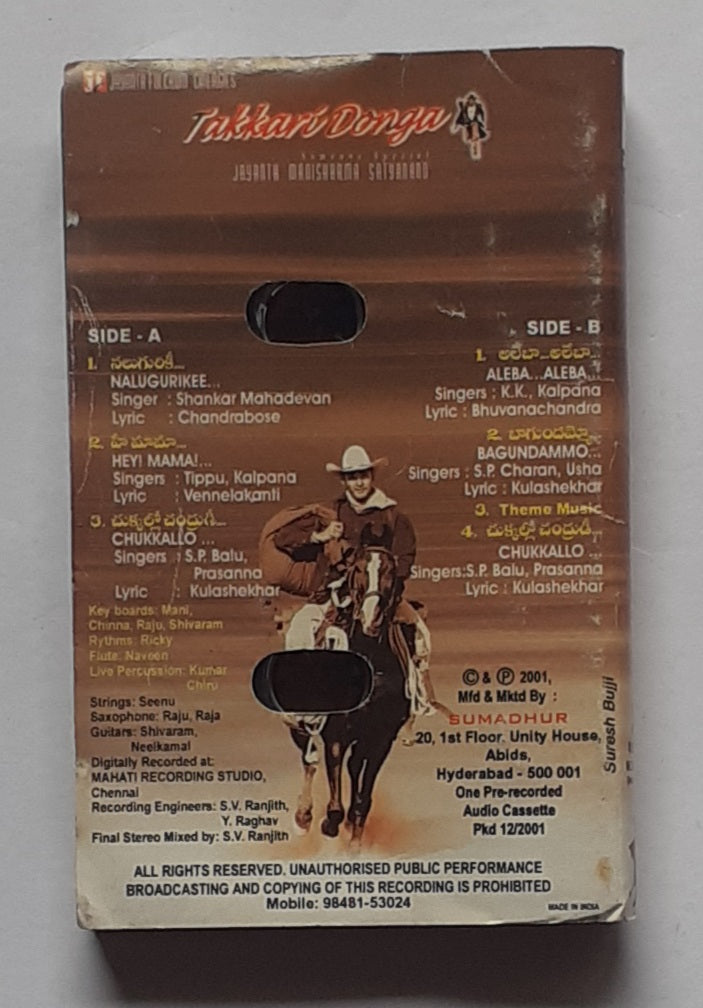 Takkari Donga
Someone Special
JAYANTA MANISHARMA SATYANAND
SIDE - A
1. నలుగురికీ...
NALUGURIKEE...
Singer : Shankar Mahadevan
Lyric : Chandrabose
2. హే మామా...
HEY! MAMA!...
Singers : Tippu, Kalpana
Lyric : Vennelakanti
3. చుక్కల్లో చంద్రుడే...
CHUKKALLO ...
Singers : S.P. Balu,
Prasanna
Lyric : Kulashekhar
Key boards: Mani,
Chinna, Raju, Shivaram
Rythms: Ricky
Flute: Naveen
Live Percussion: Kumar
Chiru
Strings: Seenu
Saxophone: Raju, Raja
Guitars: Shivaram,
Neelkamal
Digitally Recorded at:
MAHATI RECORDING STUDIO,
Chennai
Recording Engineers: S.V. Ranjith,
Y. Raghav
Final Stereo Mixed by: S.V. Ranjith
SIDE - B
1. అలేబా...అలేబా...
ALEBA...ALEBA...
Singers : K.K., Kalpana
Lyric : Bhuvanachandra
2. బాగుందమ్మో...
BAGUNDAMMO...
Singers : S.P. Charan, Usha
Lyric : Kulashekhar
3. Theme Music
4. చుక్కల్లో చంద్రుడే...
CHUKKALLO ...
Singers:S.P. Balu, Prasanna
Lyric : Kulashekhar
© & ℗ 2001,
Mfd & Mktd By :
SUMADHUR
20, 1st Floor, Unity House,
Abids,
Hyderabad - 500 001
One Pre-recorded
Audio Cassette
Pkd 12/2001
Suresh Bujji
ALL RIGHTS RESERVED. UNAUTHORISED PUBLIC PERFORMANCE
BROADCASTING AND COPYING OF THIS RECORDING IS PROHIBITED
Mobile: 98481-53024
MADE IN INDIA